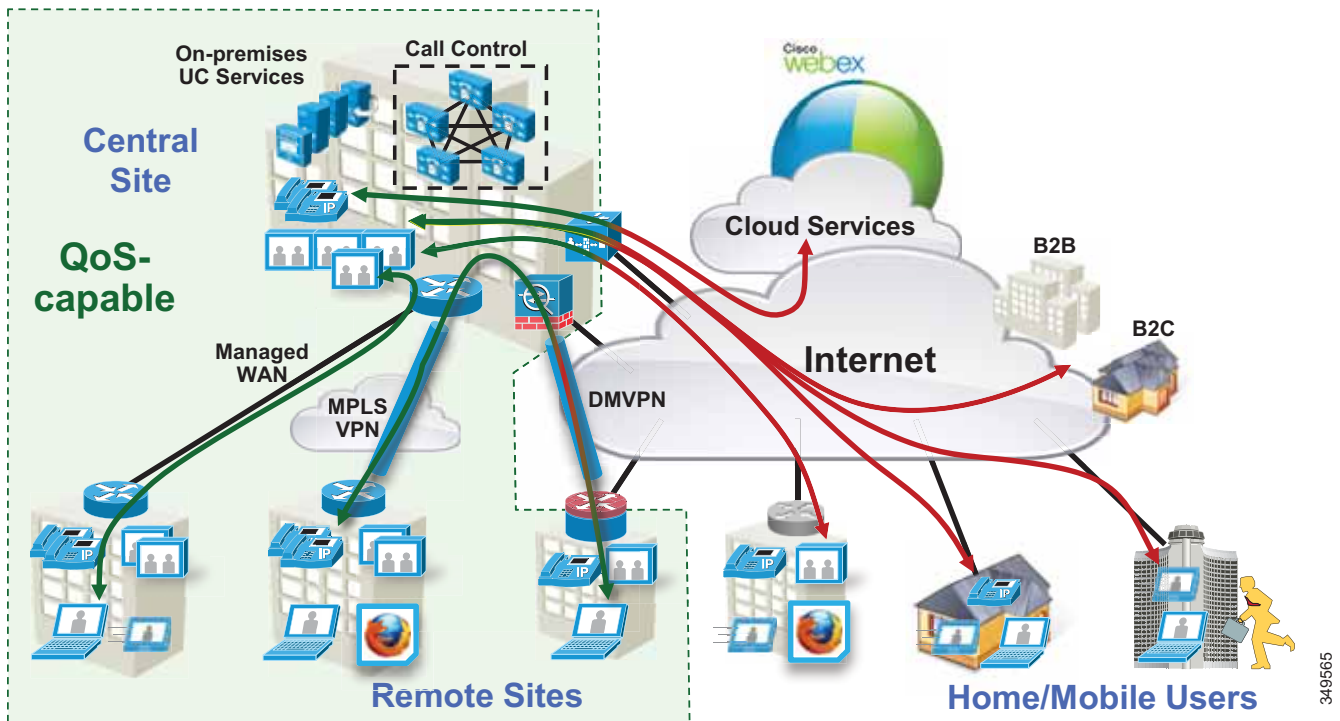 On-premises
UC Services
Call Control
Cisco
webex
Central
Site
IP
Cloud Services
QoS-
capable
B2B
B2C
Managed
WAN
Internet
MPLS
VPN
DMVPN
IP
IP
IP
IP
IP
Remote Sites
Home/Mobile Users
349565